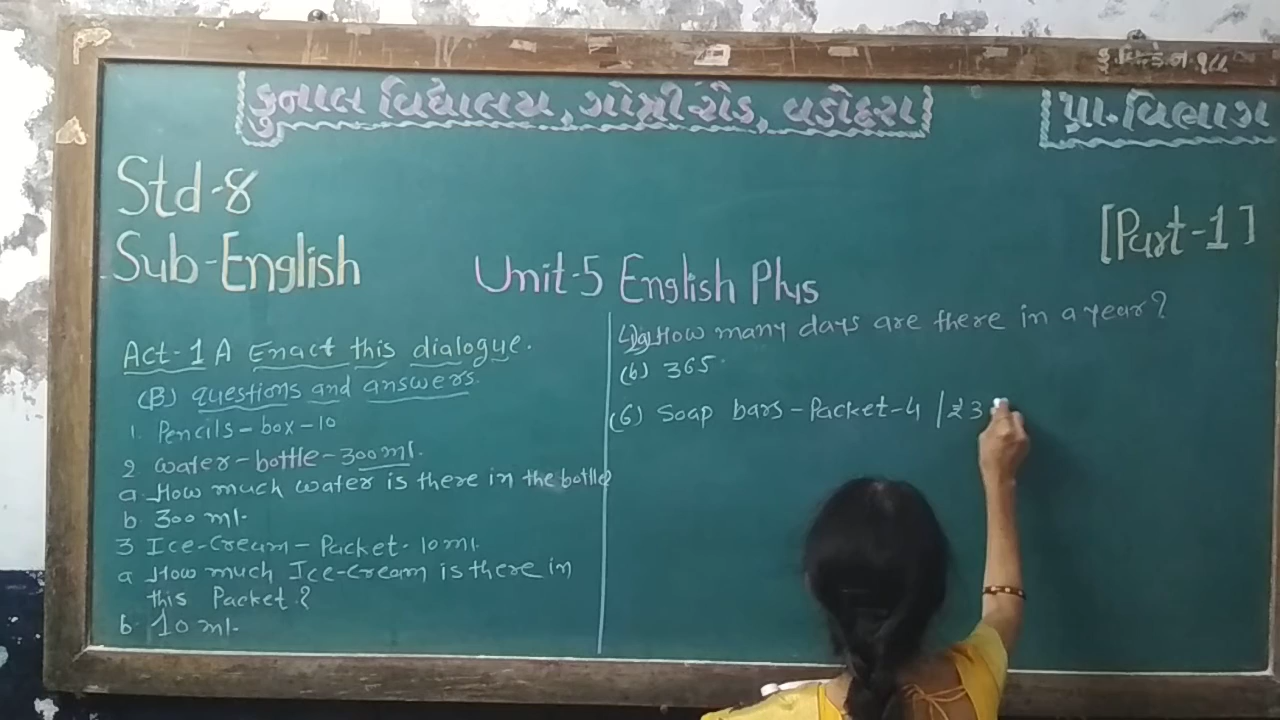 કુનાલ વિદ્યાલય, ગોત્રી રોડ, વડોદરા
પ્રા. વિભાગ
Std-8
Sub-English
[Part-1]
Unit-5 English Plus
Act-1 A Enact this dialogue.
(B) questions and answers.
1. Pencils-box-10
2 water-bottle-300 ml.
a. How much water is there in the bottle?
b. 300 ml.
3 Ice-Cream- Packet- 10ml.
a How much Ice-Cream is there in
this Packet.?
b. 10 ml.
How many days are there in a year?
(b) 365.
(6) Soap bars-Packet-4 /₹3